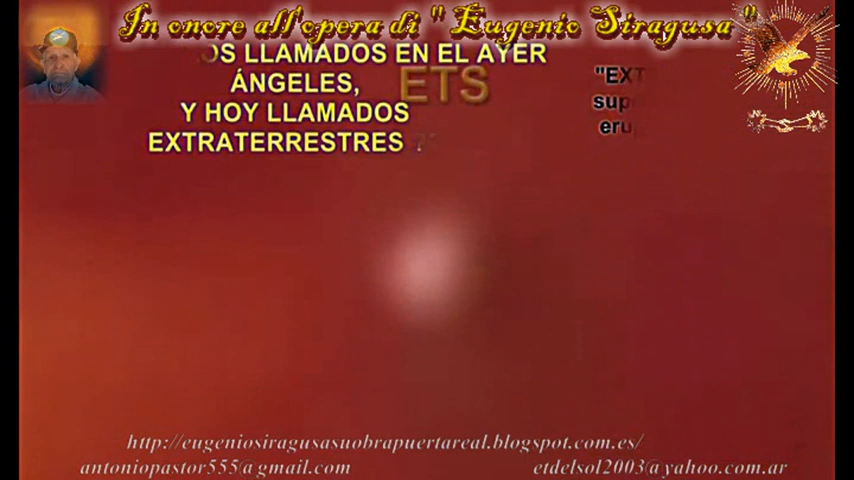 In onore all'opera di "Eugenio Siragusa"
OS LLAMADOS EN EL AYER
ÁNGELES,
ETS
Y HOY LLAMADOS
EXTRATERRESTRES
"EXT
sup
eru
http://eugeniosiragusasuobrapuertareal.blogspot.com.es/
antoniopastor555@gmail.com
etdelsol2003@yahoo.com.ar